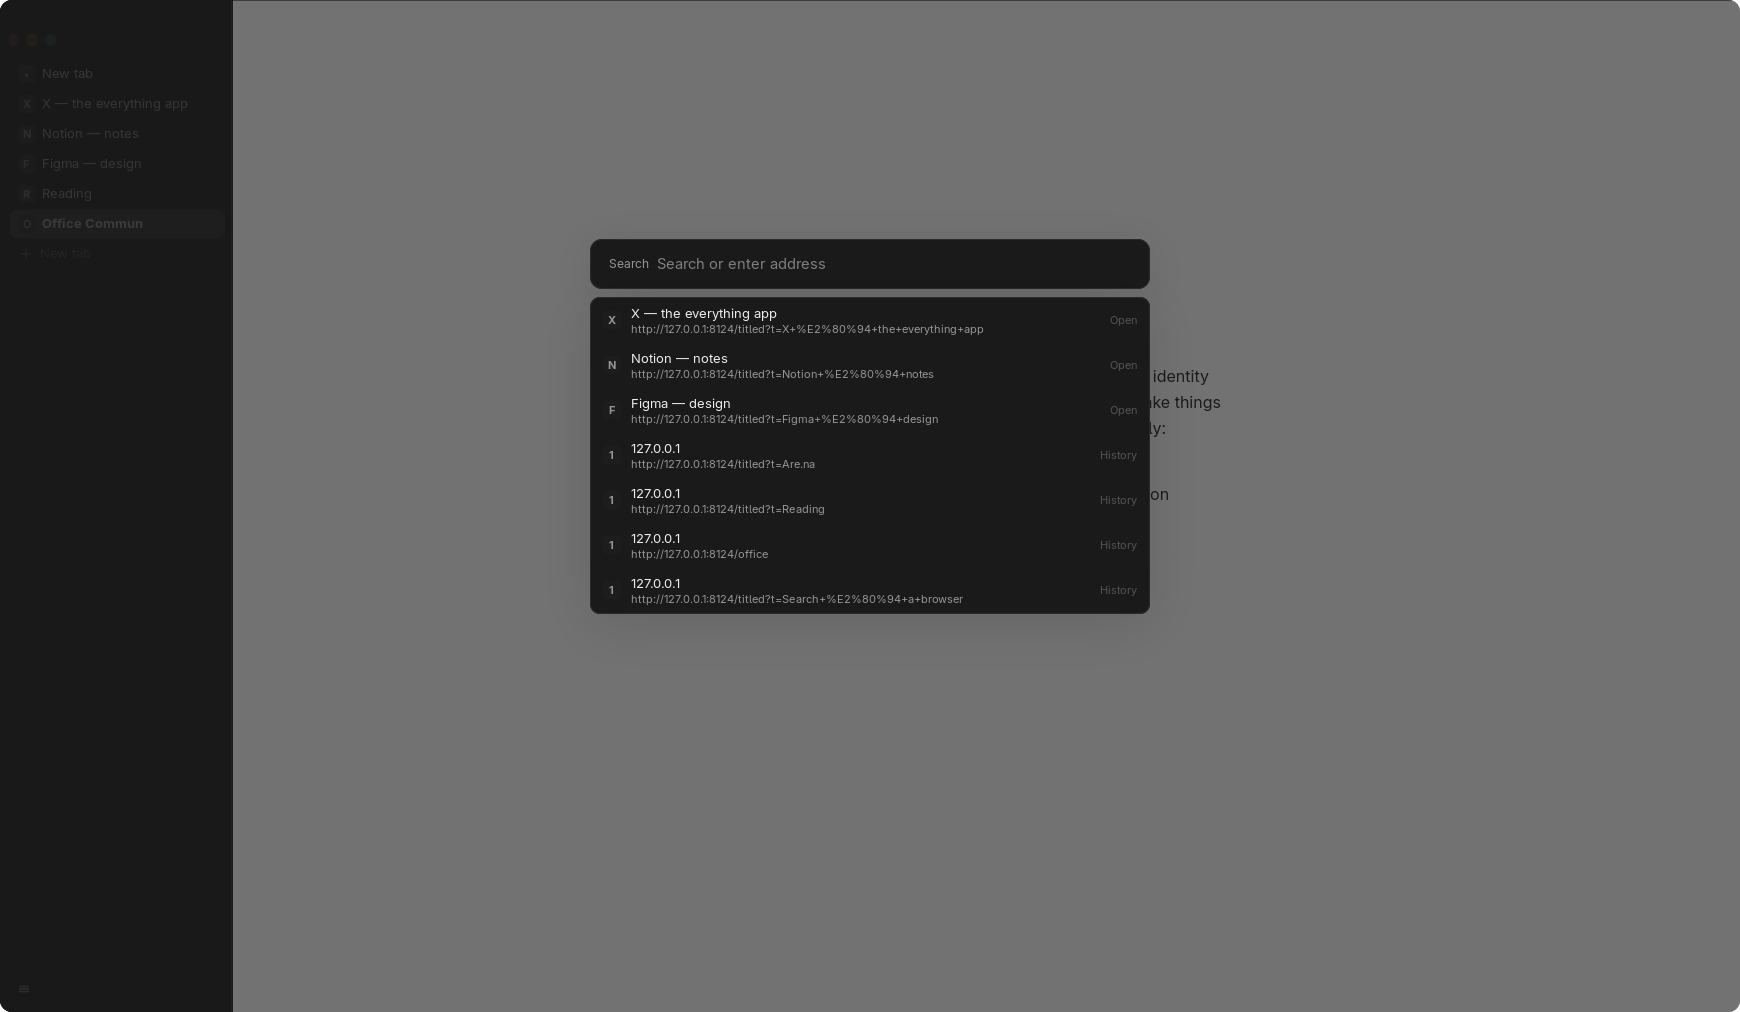 New tab
X X — the everything app
N Notion — notes
F Figma — design
R Reading
O Office Commun
+ New tab
Search Search or enter address
X X — the everything app
http://127.0.0.1:8124/titled?t=X+%E2%80%94+the+everything+app
Open
N Notion — notes
http://127.0.0.1:8124/titled?t=Notion+%E2%80%94+notes
Open
F Figma — design
http://127.0.0.1:8124/titled?t=Figma+%E2%80%94+design
Open
1 127.0.0.1
http://127.0.0.1:8124/titled?t=Are.na
History
1 127.0.0.1
http://127.0.0.1:8124/titled?t=Reading
History
1 127.0.0.1
http://127.0.0.1:8124/office
History
1 127.0.0.1
http://127.0.0.1:8124/titled?t=Search+%E2%80%94+a+browser
History
identity
ke things
ly:
on